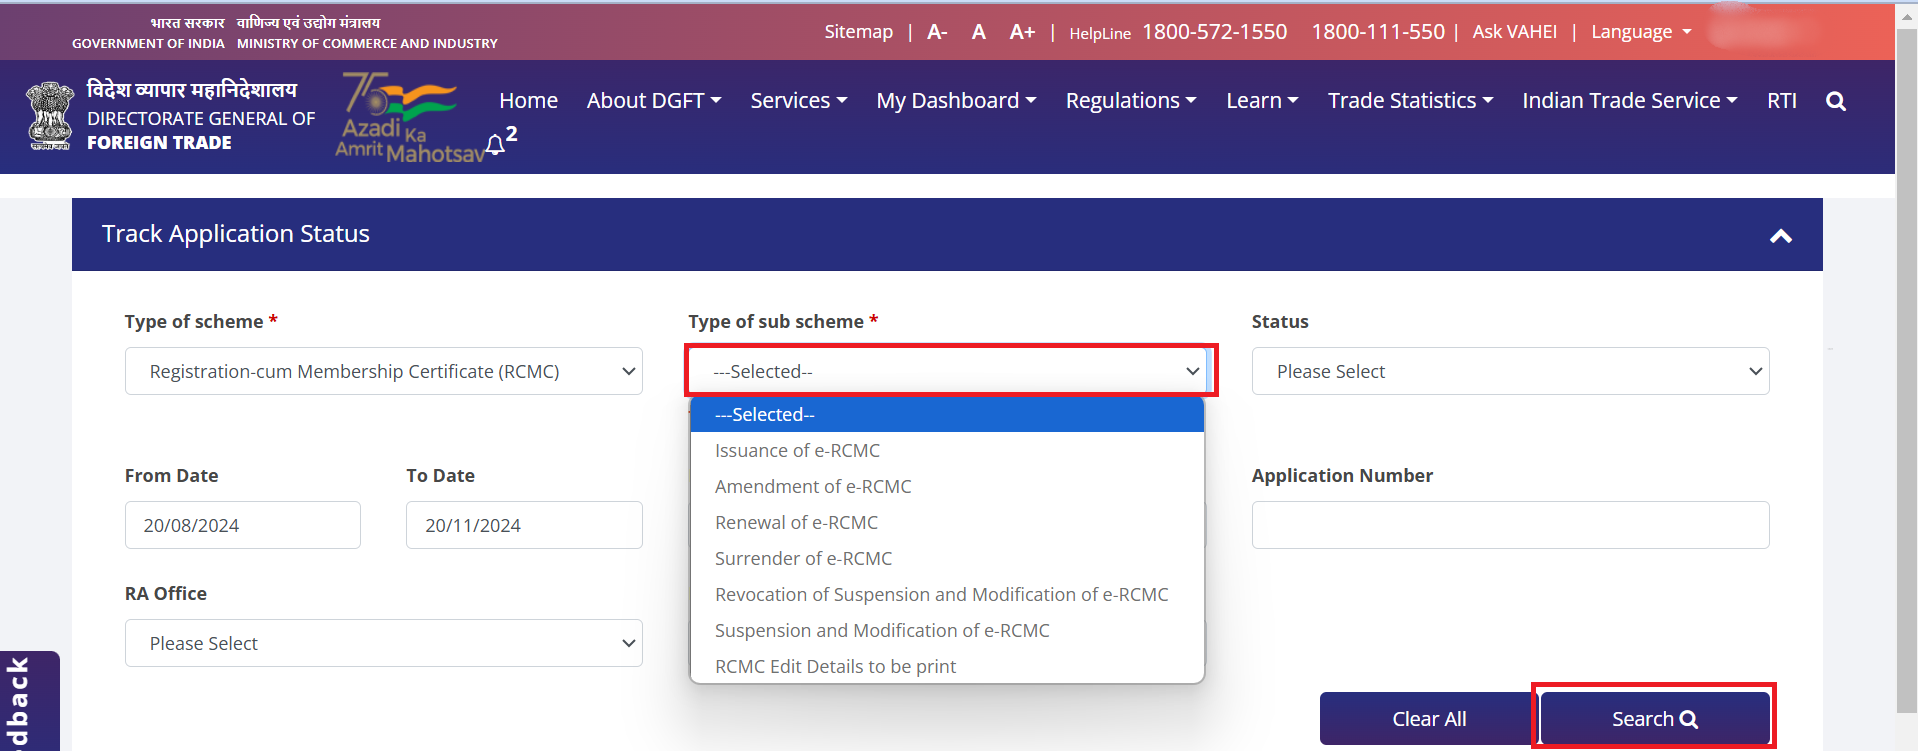 भारत सरकार वाणिज्य एवं उद्योग मंत्रालय
GOVERNMENT OF INDIA MINISTRY OF COMMERCE AND INDUSTRY
Sitemap | A- A A+ | HelpLine 1800-572-1550 1800-111-550 | Ask VAHEI | Language
विदेश व्यापार महानिदेशालय
DIRECTORATE GENERAL OF
FOREIGN TRADE
75
Azadi Ka
Amrit Mahotsav
Home About DGFT Services My Dashboard Regulations Learn Trade Statistics Indian Trade Service RTI
2
Track Application Status
Type of scheme *
Registration-cum Membership Certificate (RCMC)
Type of sub scheme *
---Selected--
---Selected--
Issuance of e-RCMC
Amendment of e-RCMC
Renewal of e-RCMC
Surrender of e-RCMC
Revocation of Suspension and Modification of e-RCMC
Suspension and Modification of e-RCMC
RCMC Edit Details to be print
Status
Please Select
From Date
20/08/2024
To Date
20/11/2024
Application Number
RA Office
Please Select
Clear All
Search